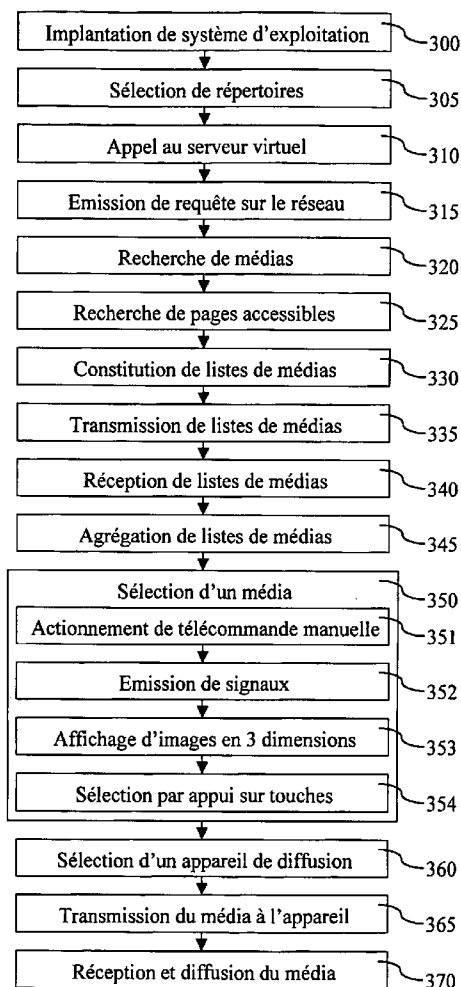 Implantation de système d'exploitation 300
Sélection de répertoires 305
Appel au serveur virtuel 310
Emission de requête sur le réseau 315
Recherche de médias 320
Recherche de pages accessibles 325
Constitution de listes de médias 330
Transmission de listes de médias 335
Réception de listes de médias 340
Agrégation de listes de médias 345
Sélection d'un média 350
Actionnement de télécommande manuelle 351
Emission de signaux 352
Affichage d'images en 3 dimensions 353
Sélection par appui sur touches 354
Sélection d'un appareil de diffusion 360
Transmission du média à l'appareil 365
Réception et diffusion du média 370